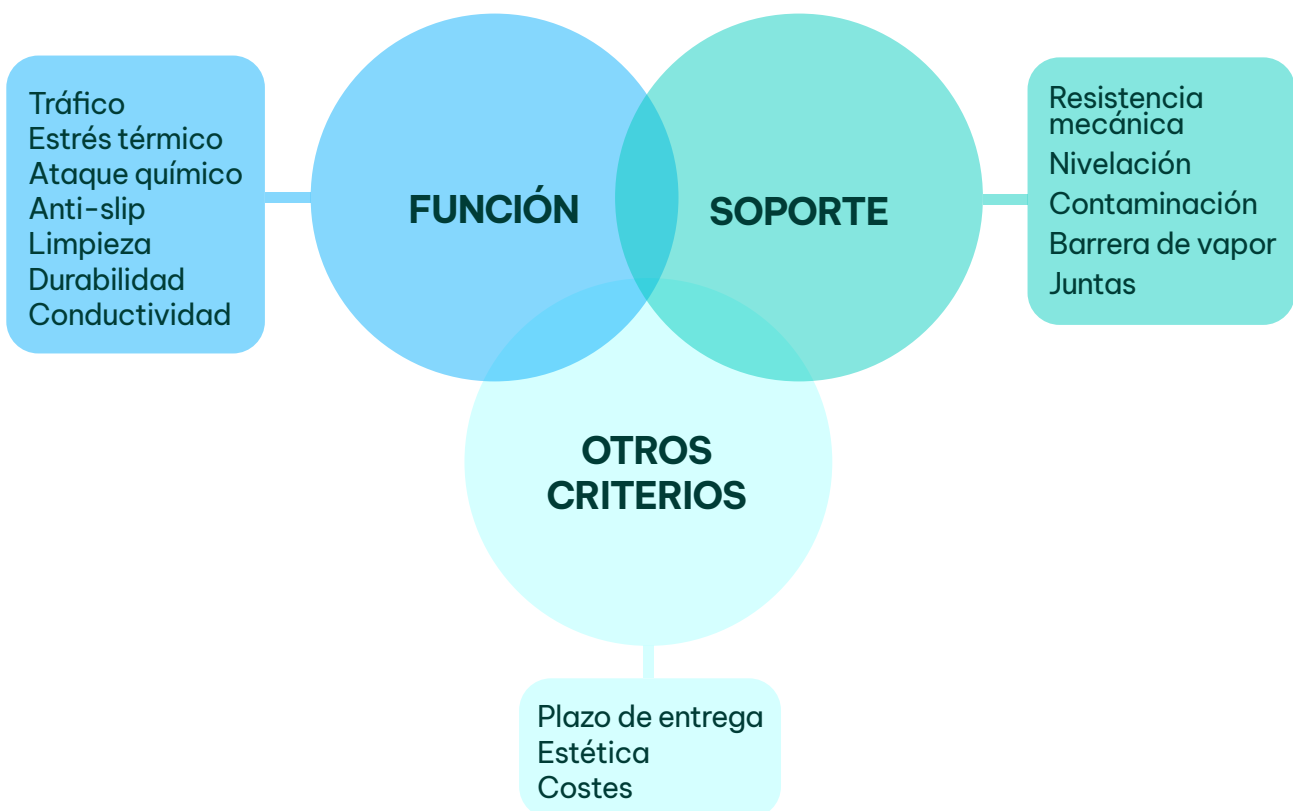 Tráfico
Estrés térmico
Ataque químico
Anti-slip
Limpieza
Durabilidad
Conductividad
FUNCIÓN
SOPORTE
Resistencia
mecánica
Nivelación
Contaminación
Barrera de vapor
Juntas
OTROS
CRITERIOS
Plazo de entrega
Estética
Costes